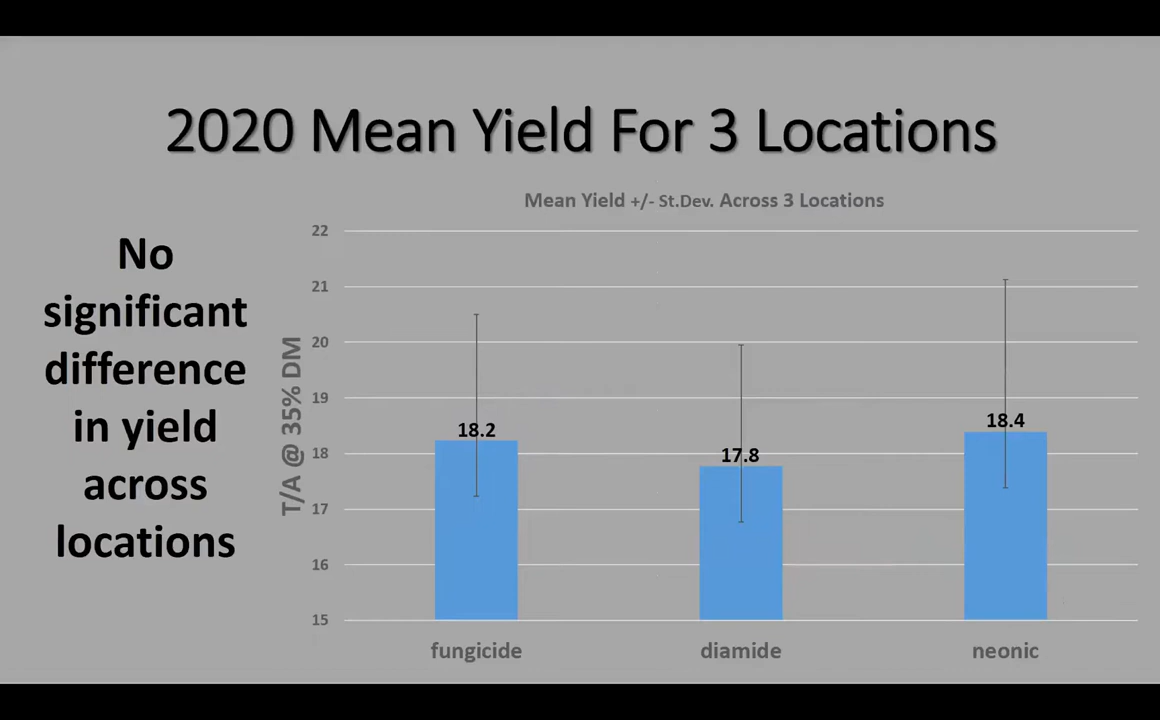 2020 Mean Yield For 3 Locations
No
significant
difference
in yield
across
locations
Mean Yield +/- St.Dev. Across 3 Locations
T/A @ 35% DM
22
21
20
19
18
17
16
15
18.2
17.8
18.4
fungicide
diamide
neonic